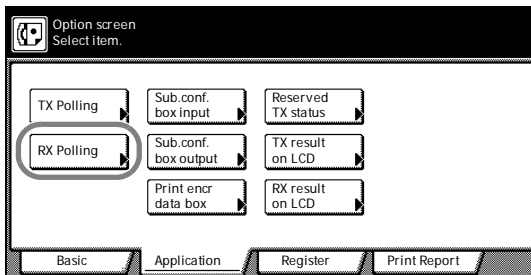 Option screen
Select item.
TX Polling
Sub.conf.
box input
Reserved
TX status
RX Polling
Sub.conf.
box output
TX result
on LCD
Print encr
data box
RX result
on LCD
Basic
Application
Register
Print Report